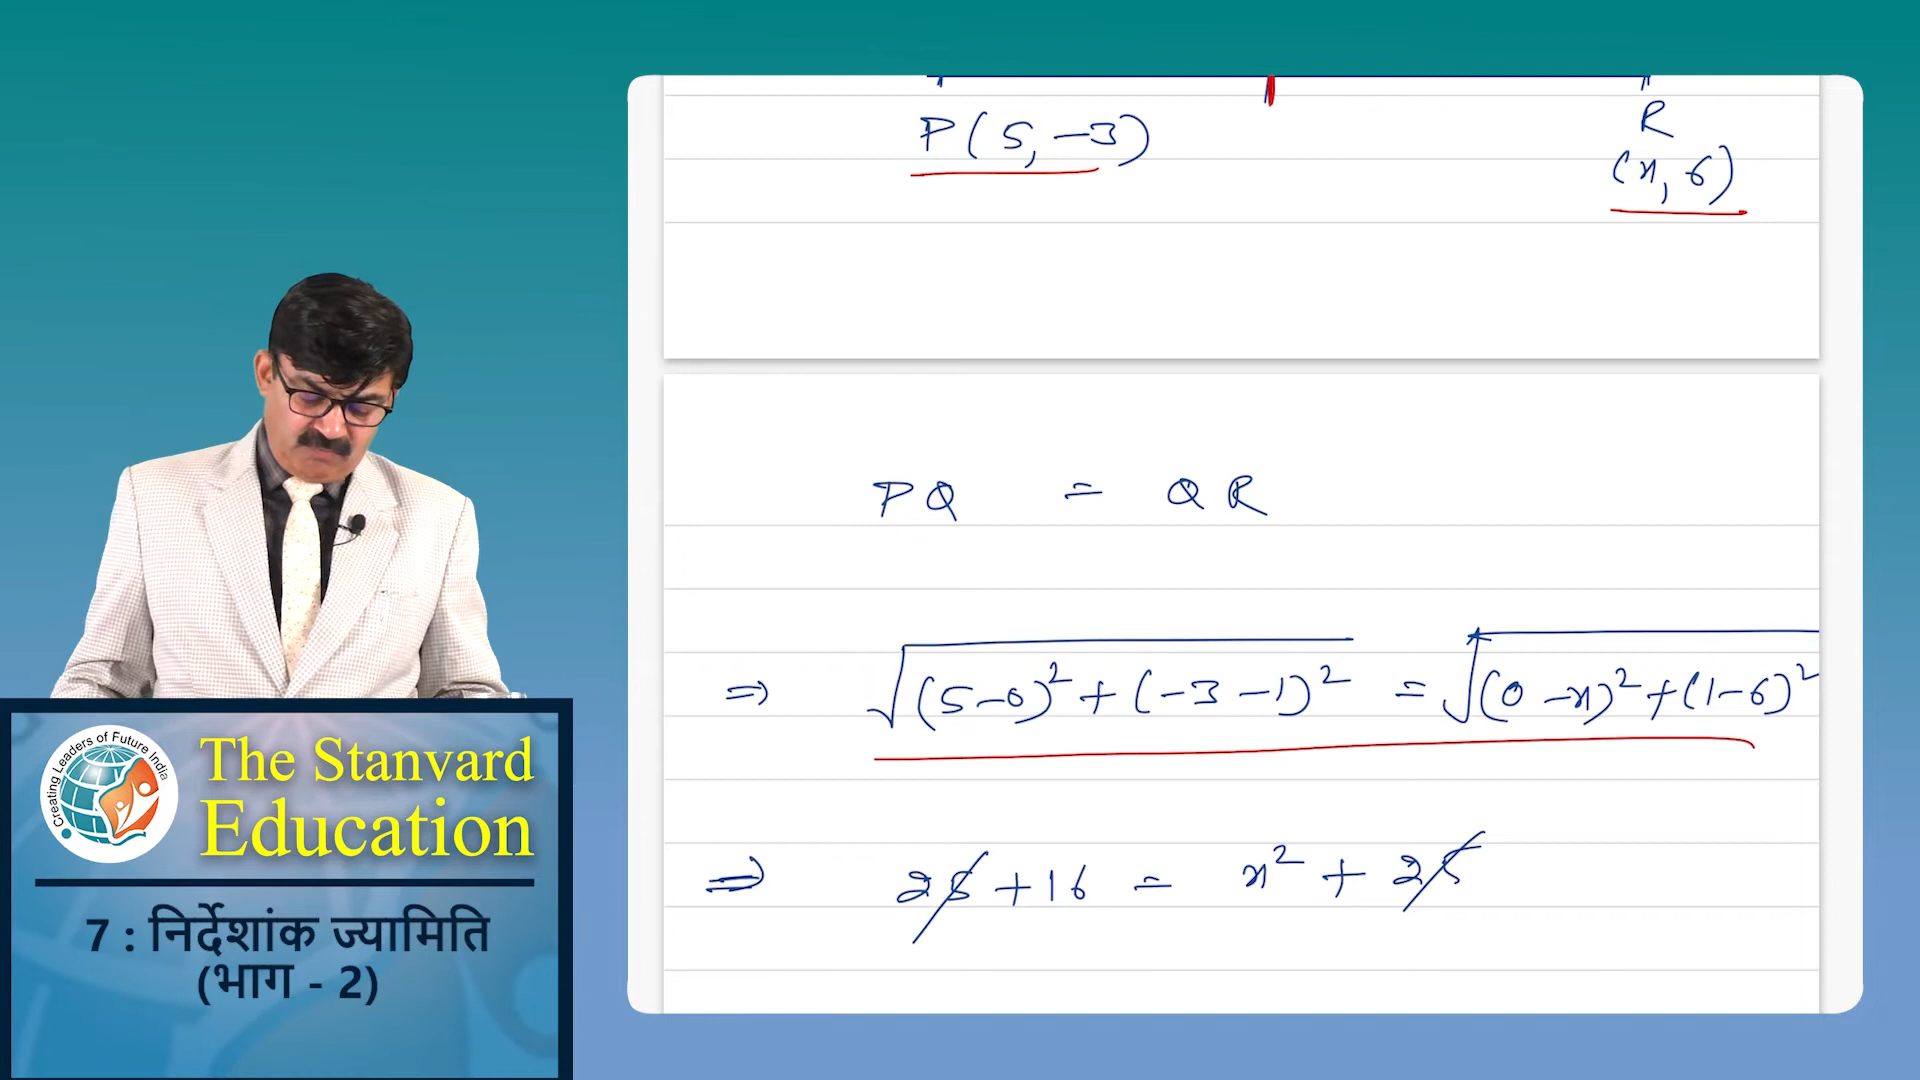 P(5, -3)
R
(x, 6)
PQ = QR
⇒ √(5-0)² + (-3-1)² = √(0-x)² + (1-6)²
⇒ 25 + 16 = x² + 25
Creating Leaders of Future India
The Stanvard
Education
7 : निर्देशांक ज्यामिति
(भाग - 2)